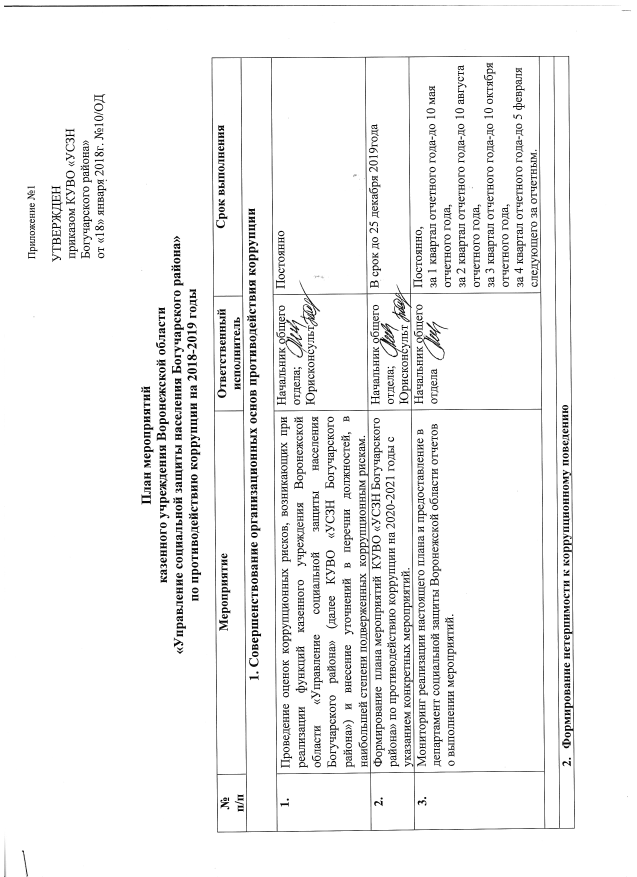 Приложение №1
УТВЕРЖДЕН
приказом КУВО «УСЗН
Богучарского района»
от «18» января 2018г. №10/ОД
План мероприятий
казенного учреждения Воронежской области
«Управление социальной защиты населения Богучарского района»
по противодействию коррупции на 2018-2019 годы
№ п/п
Мероприятие
Ответственный исполнитель
Срок выполнения
1. Совершенствование организационных основ противодействия коррупции
1.
Проведение оценок коррупционных рисков, возникающих при
реализации функций казенного учреждения Воронежской
области «Управление социальной защиты населения
Богучарского района» (далее КУВО «УСЗН Богучарского
района») и внесение уточнений в перечни должностей, в
наибольшей степени подверженных коррупционным рискам.
Начальник общего
отдела;
Юрисконсульт
Постоянно
2.
Формирование плана мероприятий КУВО «УСЗН Богучарского
района» по противодействию коррупции на 2020-2021 годы с
указанием конкретных мероприятий.
Начальник общего
отдела;
Юрисконсульт
В срок до 25 декабря 2019года
3.
Мониторинг реализации настоящего плана и предоставление в
департамент социальной защиты Воронежской области отчетов
о выполнении мероприятий.
Начальник общего
отдела
Постоянно,
за 1 квартал отчетного года-до 10 мая
отчетного года,
за 2 квартал отчетного года-до 10 августа
отчетного года,
за 3 квартал отчетного года-до 10 октября
отчетного года,
за 4 квартал отчетного года-до 5 февраля
следующего за отчетным.
2. Формирование нетерпимости к коррупционному поведению